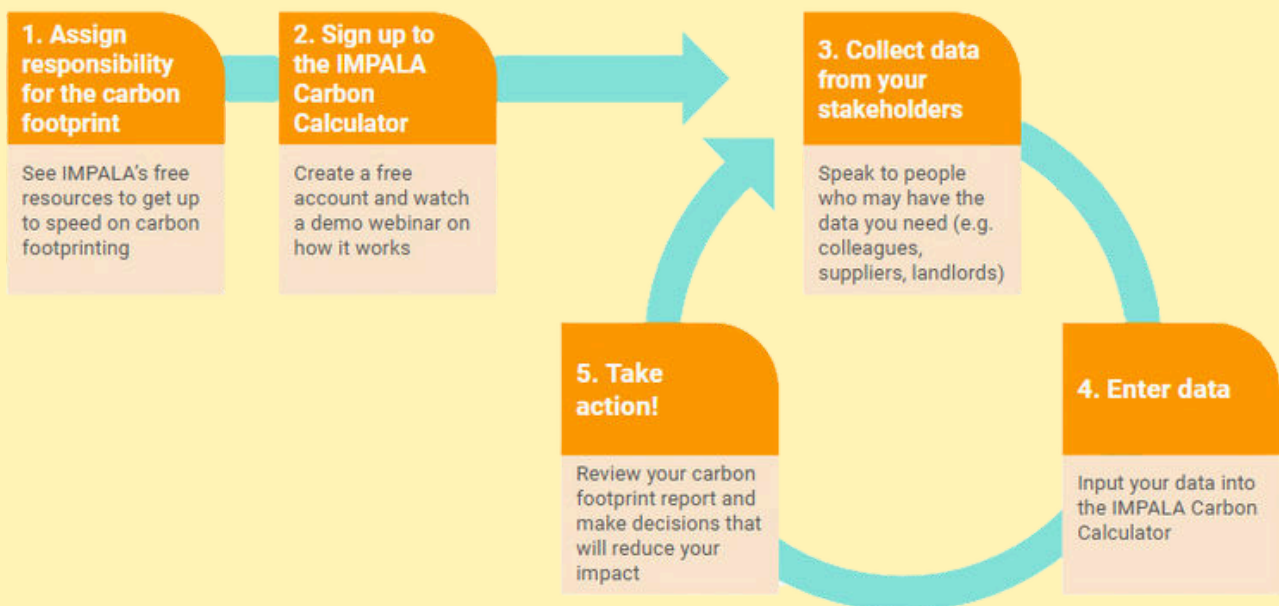 1. Assign
responsibility
for the carbon
footprint
See IMPALA's free
resources to get up
to speed on carbon
footprinting
2. Sign up to
the IMPALA
Carbon
Calculator
Create a free
account and watch
a demo webinar on
how it works
3. Collect data
from your
stakeholders
Speak to people
who may have the
data you need (e.g.
colleagues,
suppliers, landlords)
4. Enter data
Input your data into
the IMPALA Carbon
Calculator
5. Take
action!
Review your carbon
footprint report and
make decisions that
will reduce your
impact